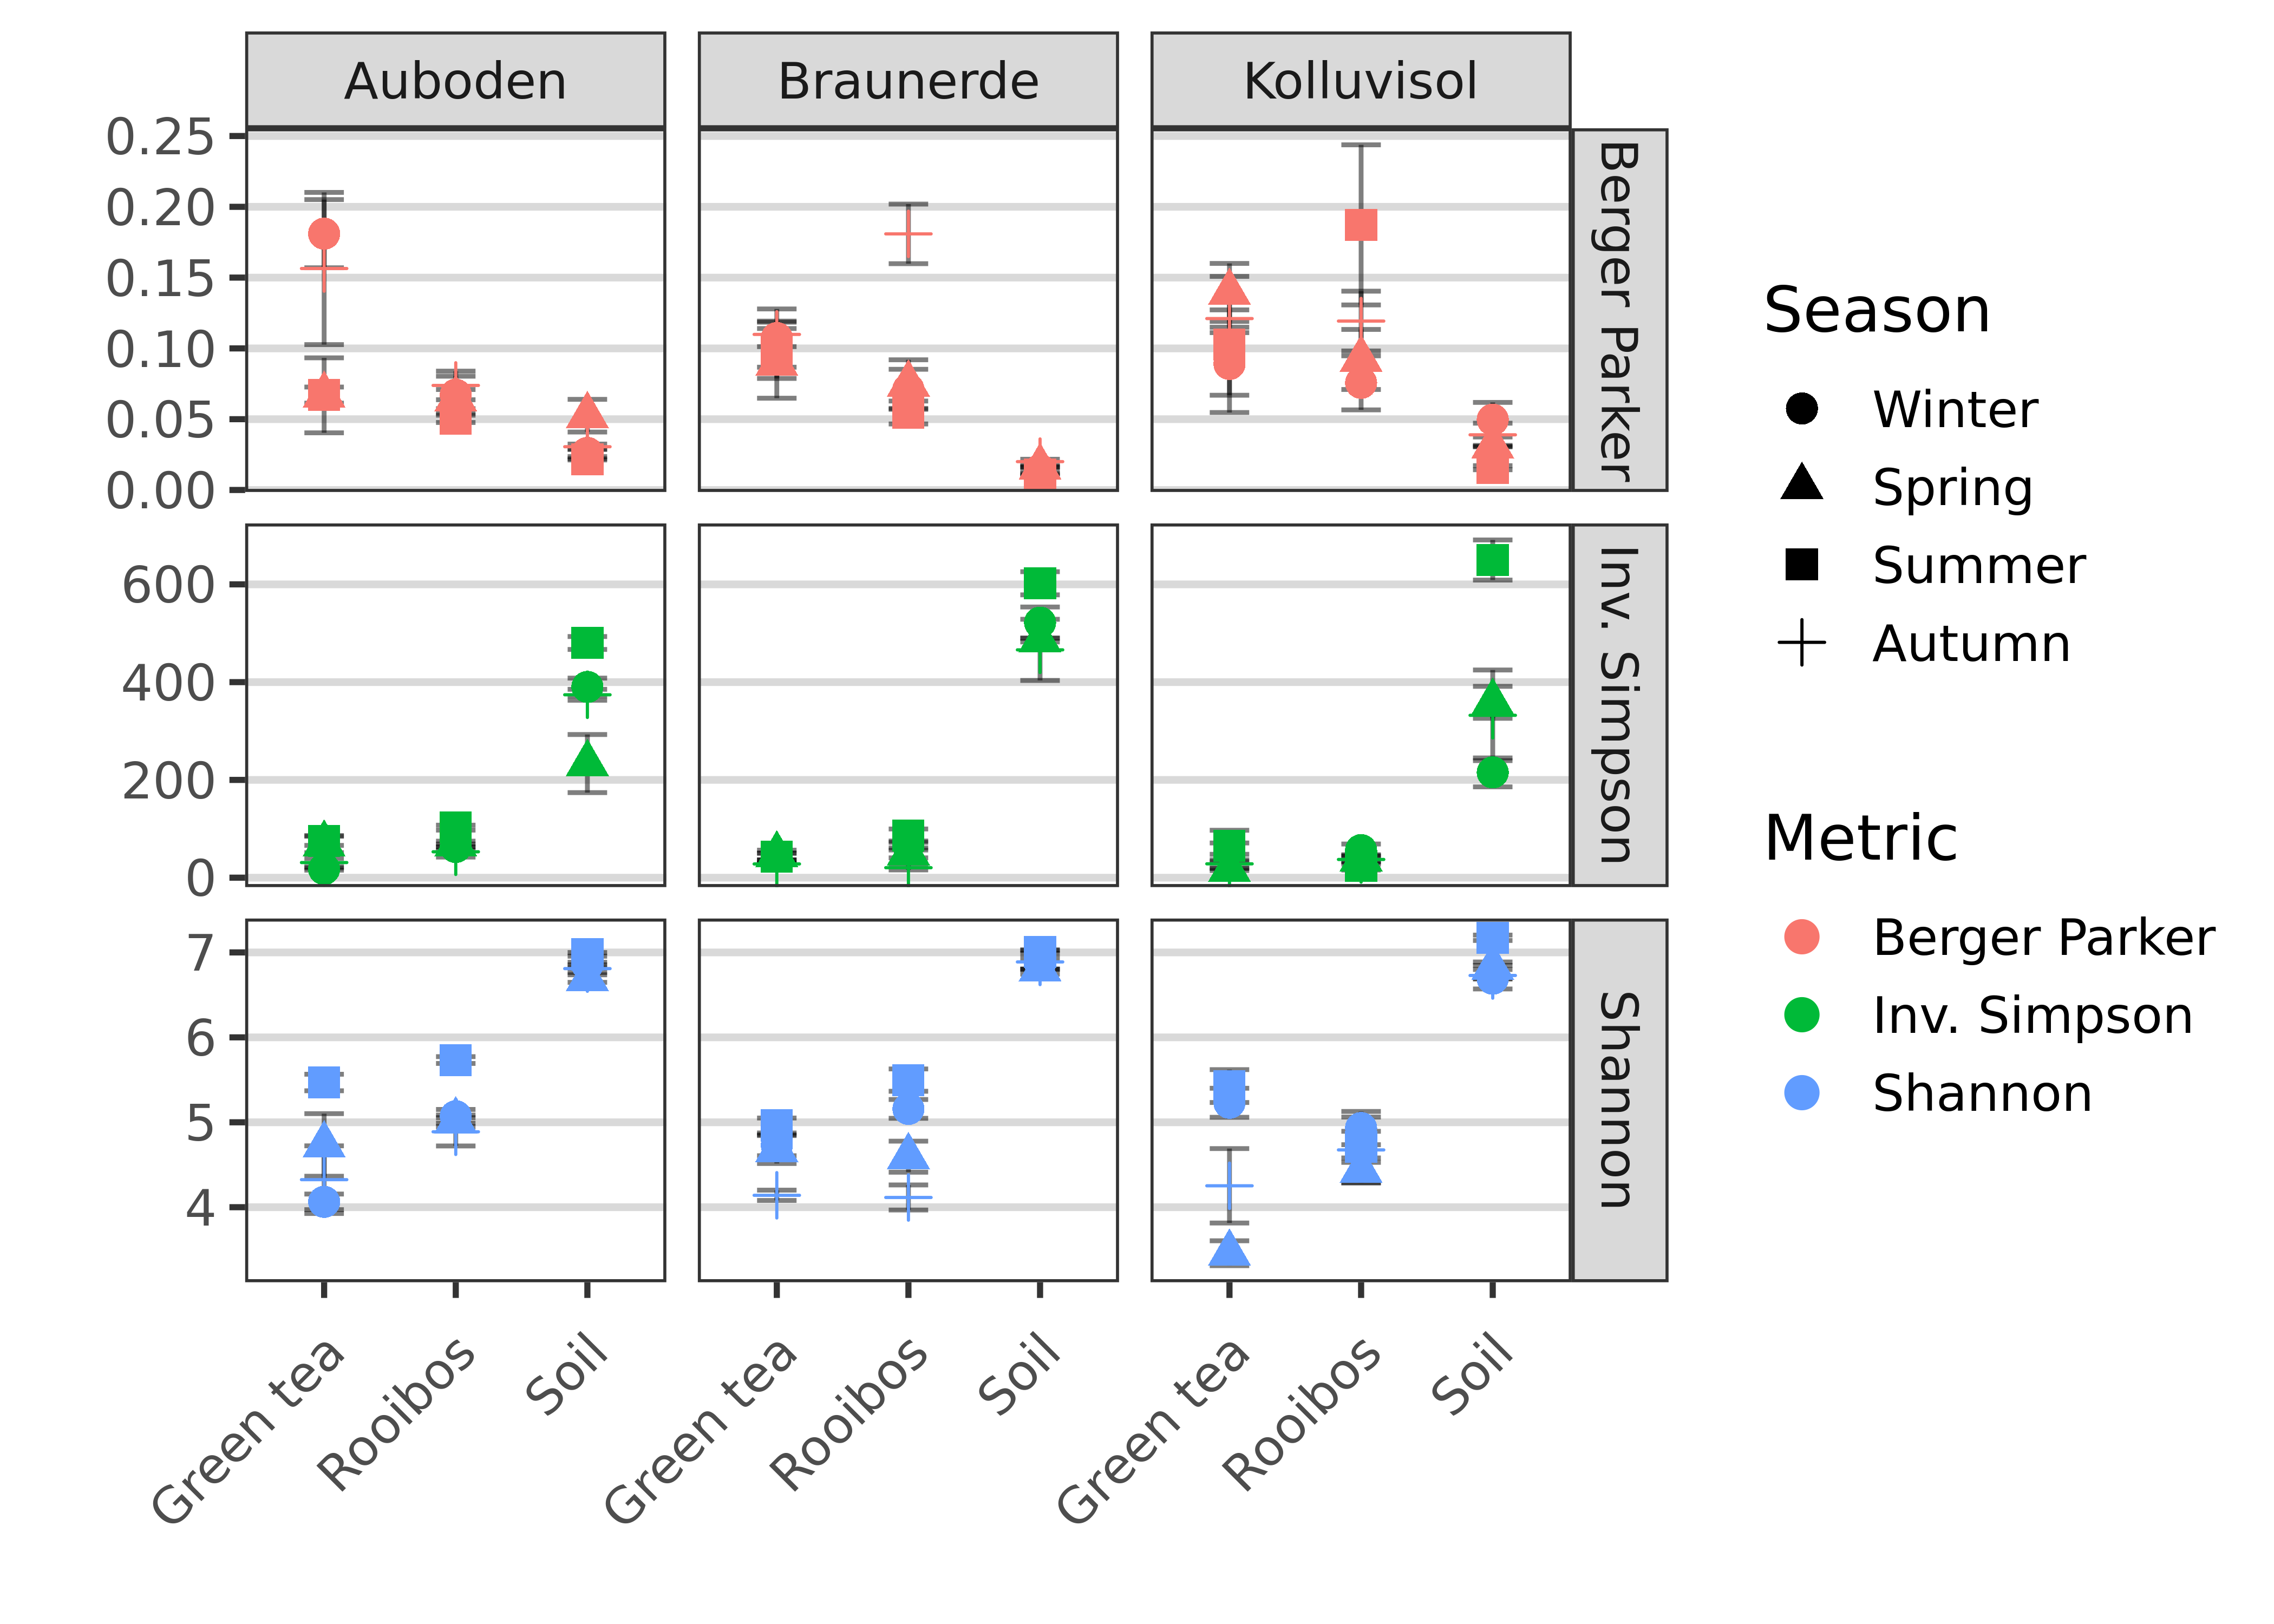 Auboden
Braunerde
Kolluvisol
0.25
0.20
0.15
0.10
0.05
0.00
Berger Parker
600
400
200
0
Inv. Simpson
7
6
5
4
Shannon
Green tea
Rooibos
Soil
Green tea
Rooibos
Soil
Green tea
Rooibos
Soil
Season
Winter
Spring
Summer
Autumn
Metric
Berger Parker
Inv. Simpson
Shannon